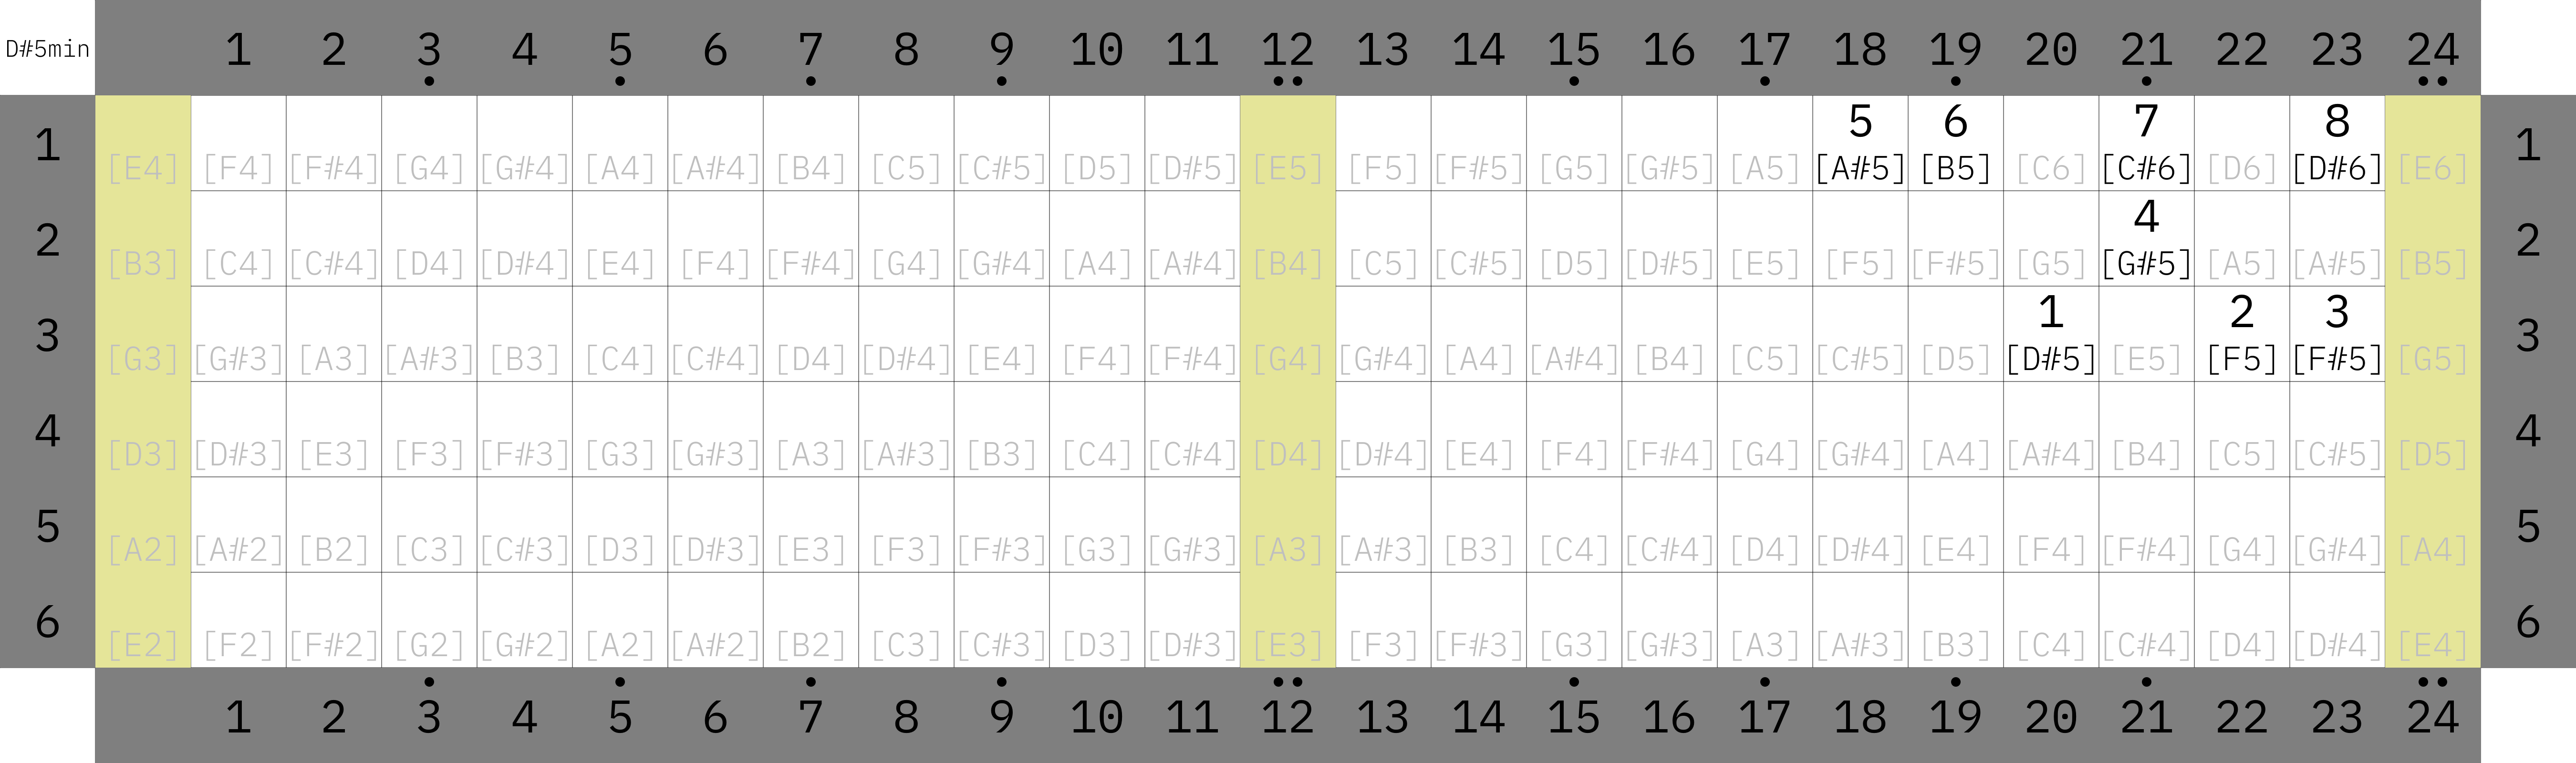 D#5min
1 2 3 4 5 6 7 8 9 10 11 12 13 14 15 16 17 18 19 20 21 22 23 24
5 6 7 8
1 [E4] [F4] [F#4] [G4] [G#4] [A4] [A#4] [B4] [C5] [C#5] [D5] [D#5] [E5] [F5] [F#5] [G5] [G#5] [A5] [A#5] [B5] [C6] [C#6] [D6] [D#6] [E6] 1
4
2 [B3] [C4] [C#4] [D4] [D#4] [E4] [F4] [F#4] [G4] [G#4] [A4] [A#4] [B4] [C5] [C#5] [D5] [D#5] [E5] [F5] [F#5] [G5] [G#5] [A5] [A#5] [B5] 2
1 2 3
3 [G3] [G#3] [A3] [A#3] [B3] [C4] [C#4] [D4] [D#4] [E4] [F4] [F#4] [G4] [G#4] [A4] [A#4] [B4] [C5] [C#5] [D5] [D#5] [E5] [F5] [F#5] [G5] 3
4 [D3] [D#3] [E3] [F3] [F#3] [G3] [G#3] [A3] [A#3] [B3] [C4] [C#4] [D4] [D#4] [E4] [F4] [F#4] [G4] [G#4] [A4] [A#4] [B4] [C5] [C#5] [D5] 4
5 [A2] [A#2] [B2] [C3] [C#3] [D3] [D#3] [E3] [F3] [F#3] [G3] [G#3] [A3] [A#3] [B3] [C4] [C#4] [D4] [D#4] [E4] [F4] [F#4] [G4] [G#4] [A4] 5
6 [E2] [F2] [F#2] [G2] [G#2] [A2] [A#2] [B2] [C3] [C#3] [D3] [D#3] [E3] [F3] [F#3] [G3] [G#3] [A3] [A#3] [B3] [C4] [C#4] [D4] [D#4] [E4] 6
1 2 3 4 5 6 7 8 9 10 11 12 13 14 15 16 17 18 19 20 21 22 23 24